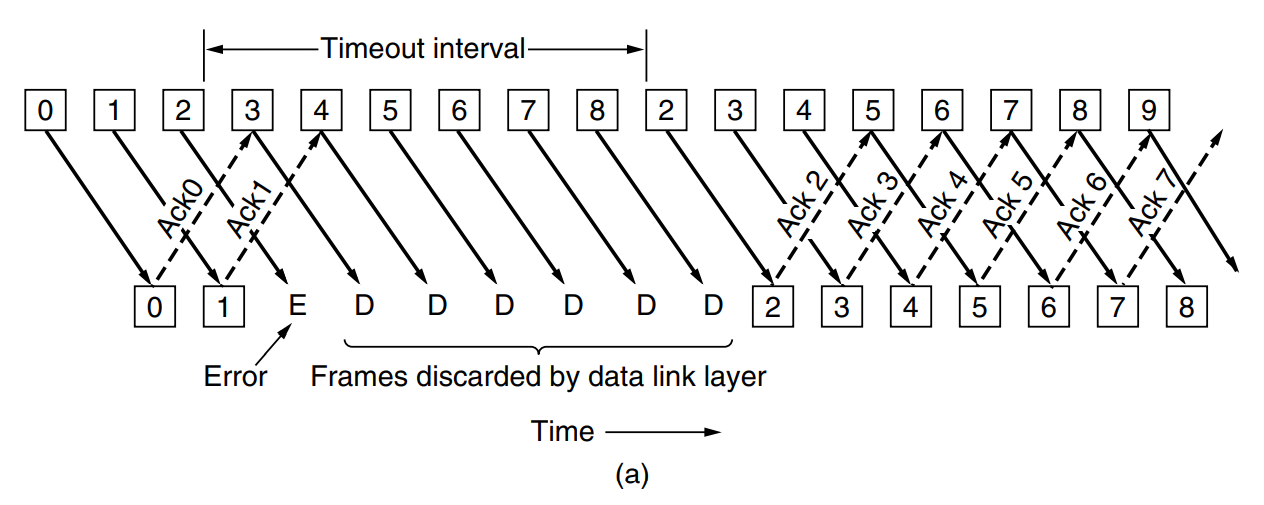 Timeout interval
0 1 2 3 4 5 6 7 8 2 3 4 5 6 7 8 9
Ack0 Ack1 Ack 2 Ack 3 Ack 4 Ack 5 Ack 6 Ack 7
0 1 E D D D D D D 2 3 4 5 6 7 8
Error Frames discarded by data link layer
Time
(a)